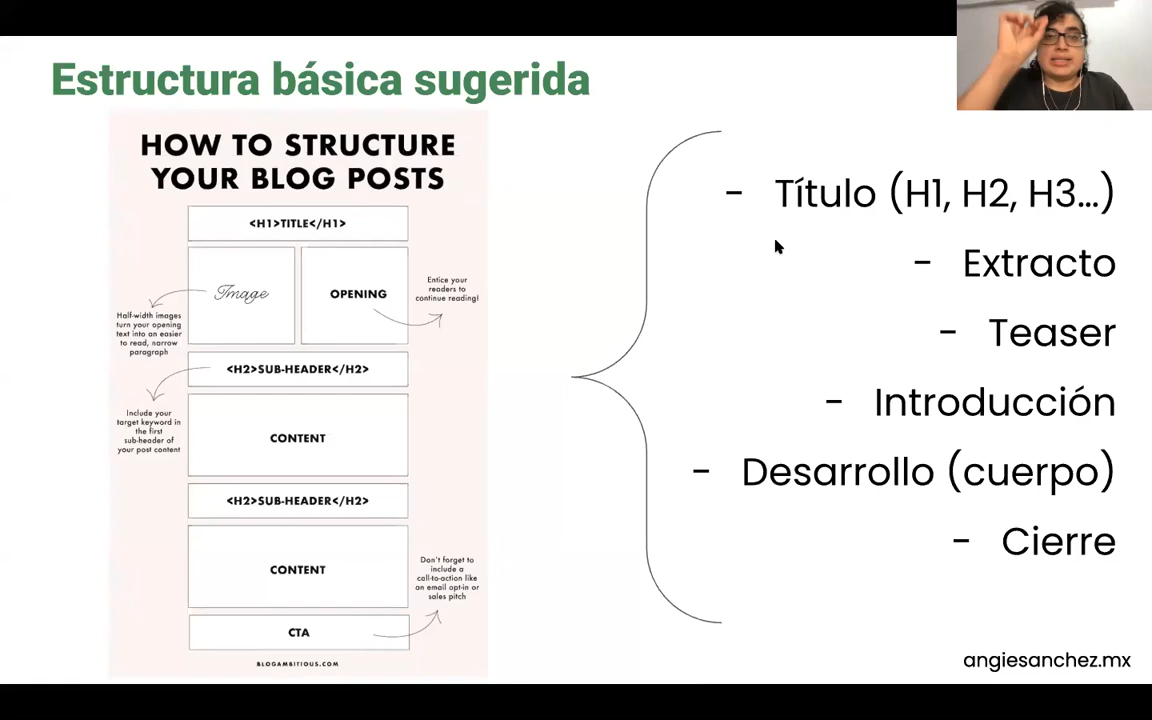 Estructura básica sugerida
HOW TO STRUCTURE
YOUR BLOG POSTS
<H1>TITLE</H1>
Image
OPENING
Entice your
readers to
continue reading!
Half-width images
turn your opening
text into an easier
to read, narrow
paragraph
<H2>SUB-HEADER</H2>
Include your
target keyword in
the first
sub-header of
your post content
CONTENT
<H2>SUB-HEADER</H2>
CONTENT
Don't forget to
include a
call-to-action like
an email opt-in or
sales pitch
CTA
BLOGAMBITIOUS.COM
- Título (H1, H2, H3...)
- Extracto
- Teaser
- Introducción
- Desarrollo (cuerpo)
- Cierre
angiesanchez.mx